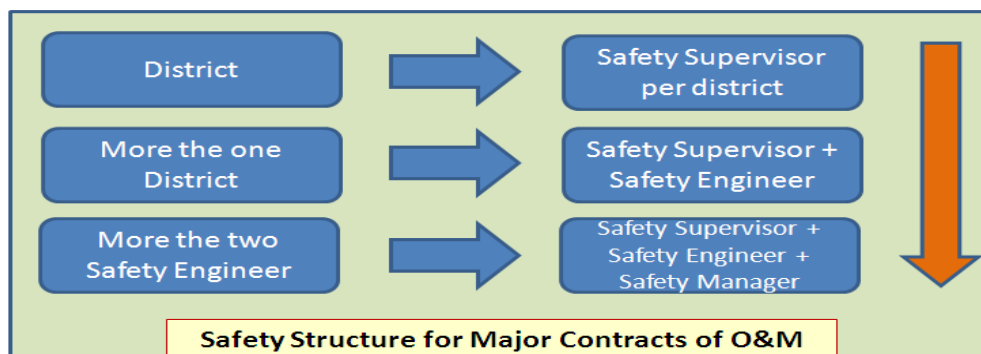 District
Safety Supervisor
per district
More the one
District
Safety Supervisor +
Safety Engineer
More the two
Safety Engineer
Safety Supervisor +
Safety Engineer +
Safety Manager
Safety Structure for Major Contracts of O&M